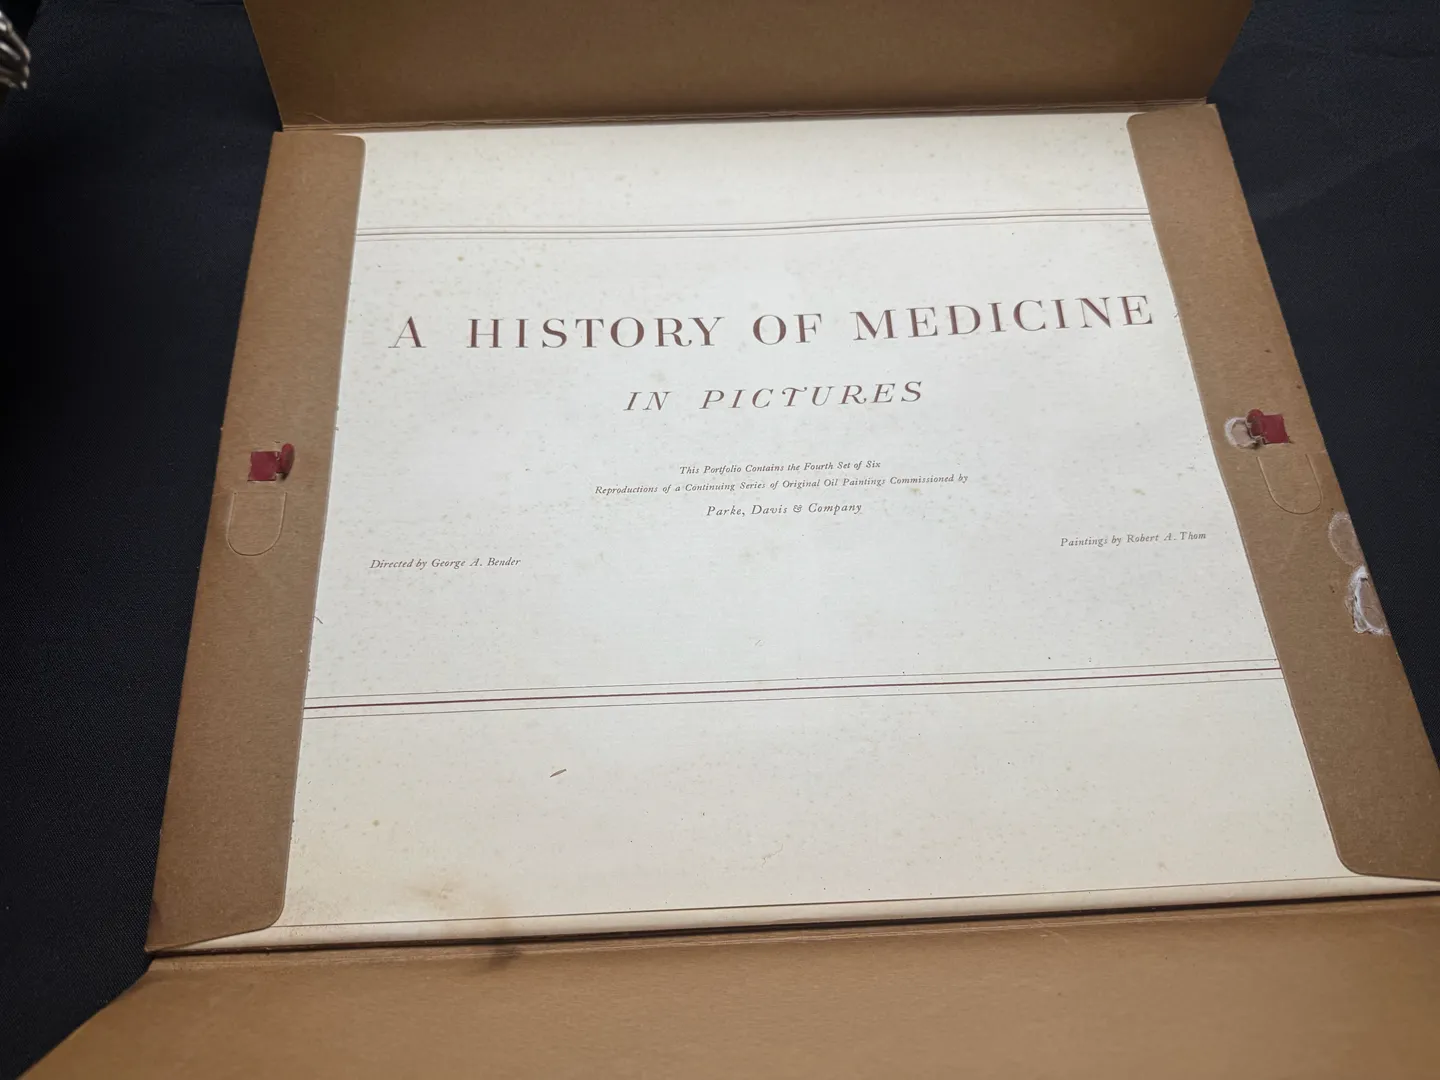 A HISTORY OF MEDICINE
IN PICTURES
This Portfolio Contains the Fourth Set of Six
Reproductions of a Continuing Series of Original Oil Paintings Commissioned by
Parke, Davis & Company
Directed by George A. Bender
Paintings by Robert A. Thom